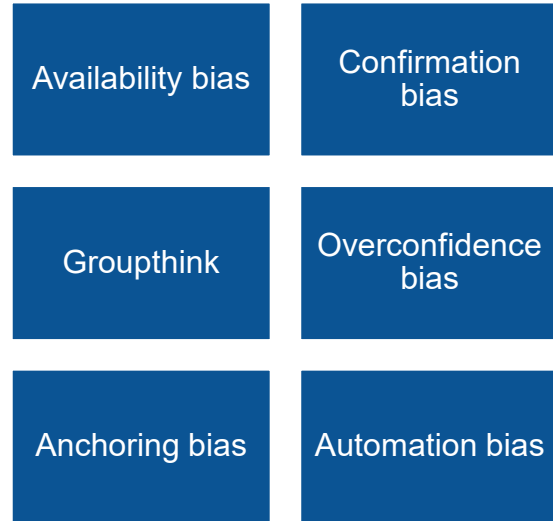 Availability bias
Confirmation
bias
Groupthink
Overconfidence
bias
Anchoring bias
Automation bias